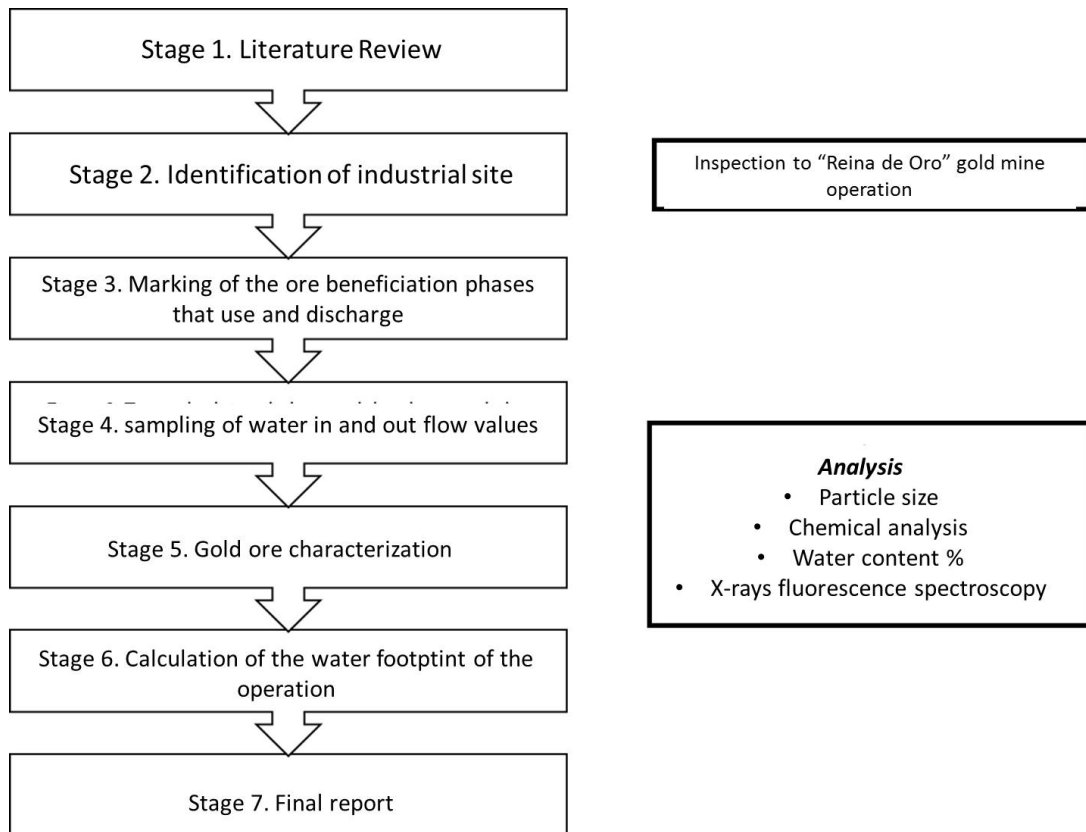 Stage 1. Literature Review
Stage 2. Identification of industrial site
Inspection to “Reina de Oro” gold mine
operation
Stage 3. Marking of the ore beneficiation phases
that use and discharge
Stage 4. sampling of water in and out flow values
Stage 5. Gold ore characterization
Analysis
• Particle size
• Chemical analysis
• Water content %
• X-rays fluorescence spectroscopy
Stage 6. Calculation of the water footptint of the
operation
Stage 7. Final report